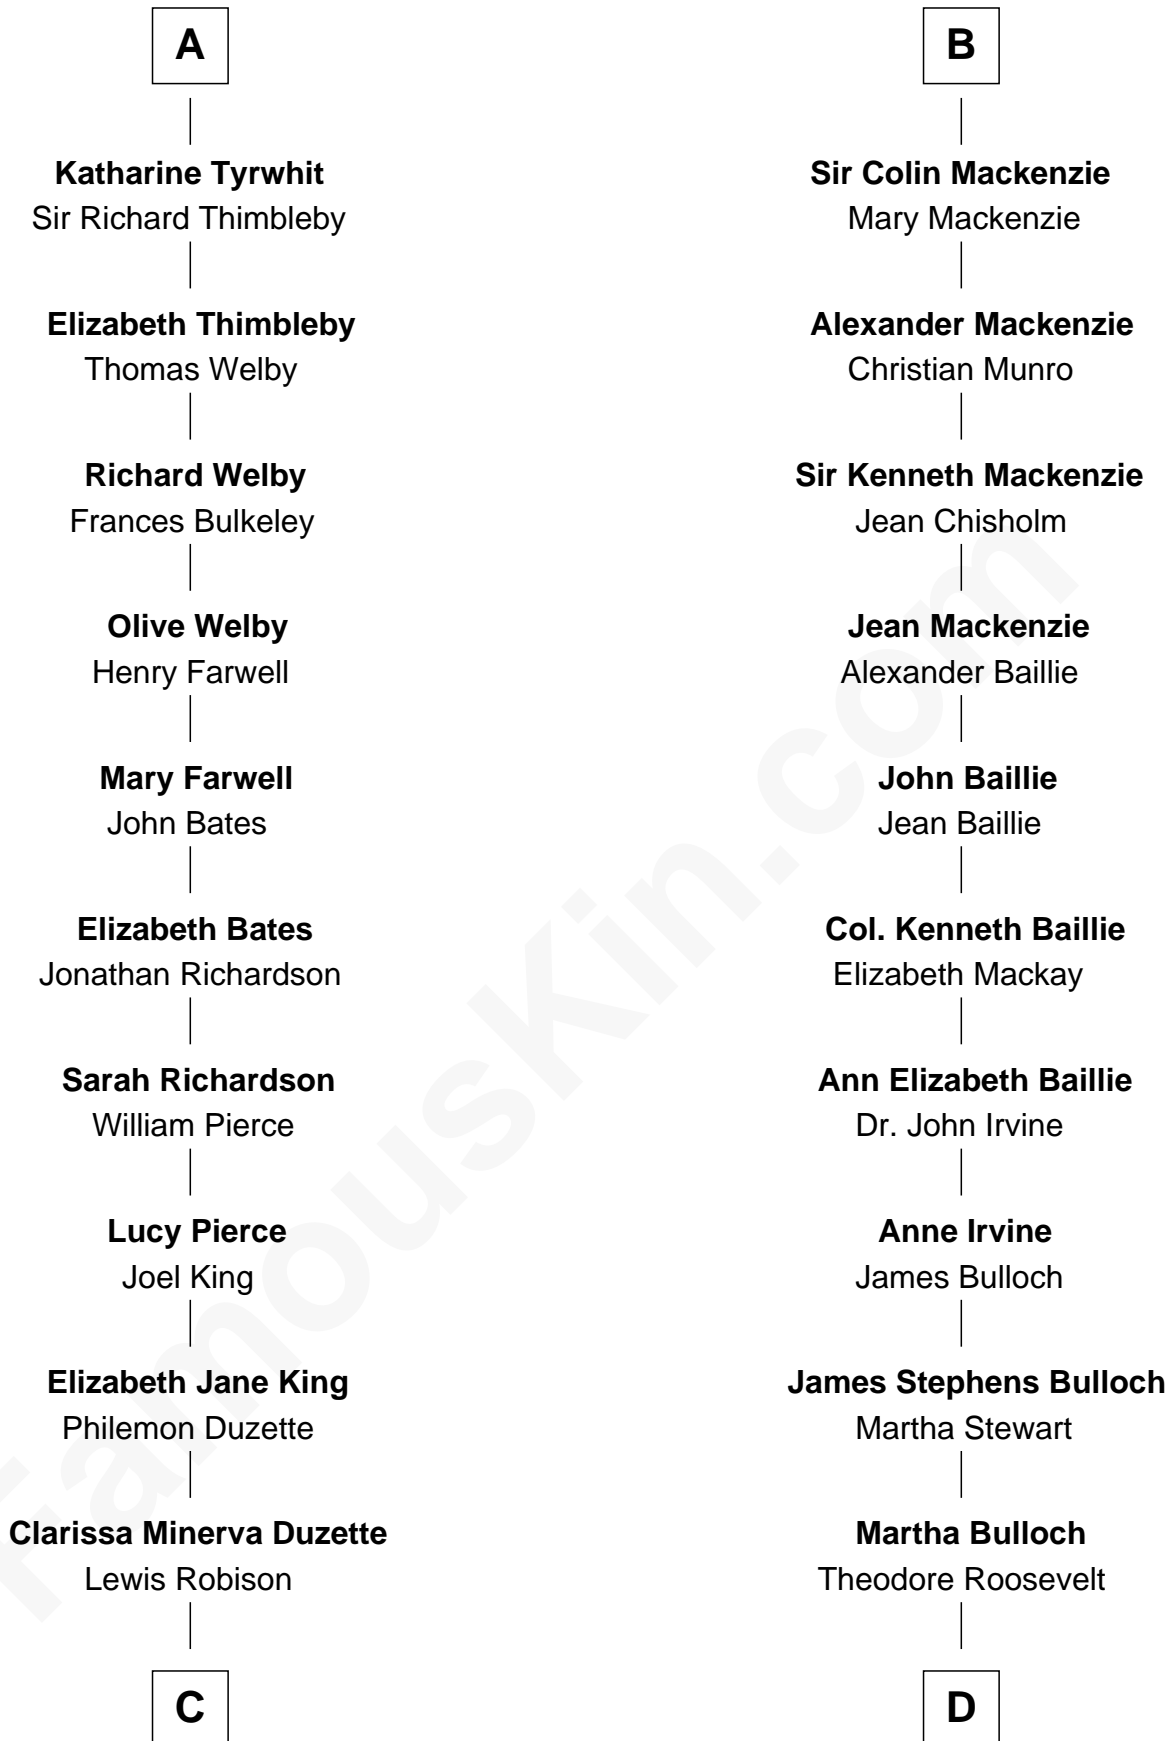 A
Katharine Tyrwhit
Sir Richard Thimbleby
Elizabeth Thimbleby
Thomas Welby
Richard Welby
Frances Bulkeley
Olive Welby
Henry Farwell
Mary Farwell
John Bates
Elizabeth Bates
Jonathan Richardson
Sarah Richardson
William Pierce
Lucy Pierce
Joel King
Elizabeth Jane King
Philemon Duzette
Clarissa Minerva Duzette
Lewis Robison
C
B
Sir Colin Mackenzie
Mary Mackenzie
Alexander Mackenzie
Christian Munro
Sir Kenneth Mackenzie
Jean Chisholm
Jean Mackenzie
Alexander Baillie
John Baillie
Jean Baillie
Col. Kenneth Baillie
Elizabeth Mackay
Ann Elizabeth Baillie
Dr. John Irvine
Anne Irvine
James Bulloch
James Stephens Bulloch
Martha Stewart
Martha Bulloch
Theodore Roosevelt
D
FamousKin.com